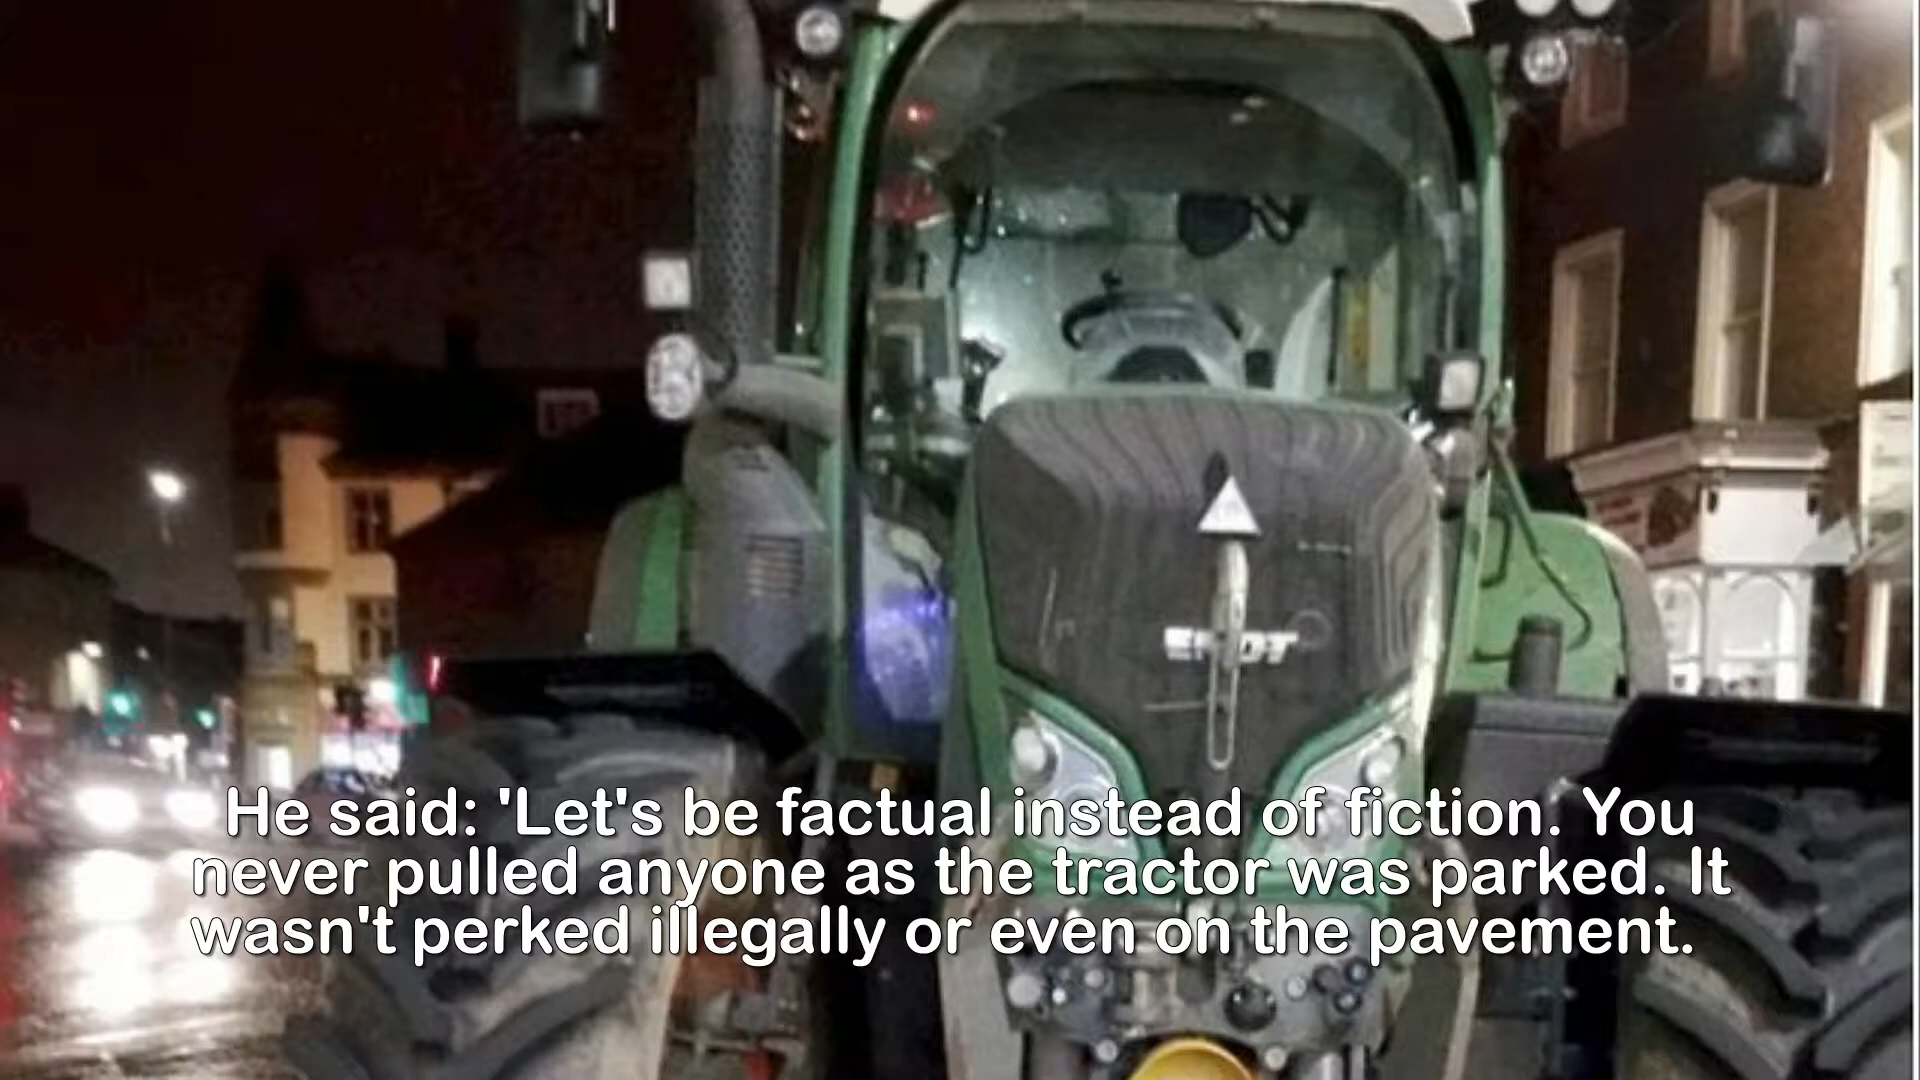 FENDT
He said: 'Let's be factual instead of fiction. You
never pulled anyone as the tractor was parked. It
wasn't perked illegally or even on the pavement.